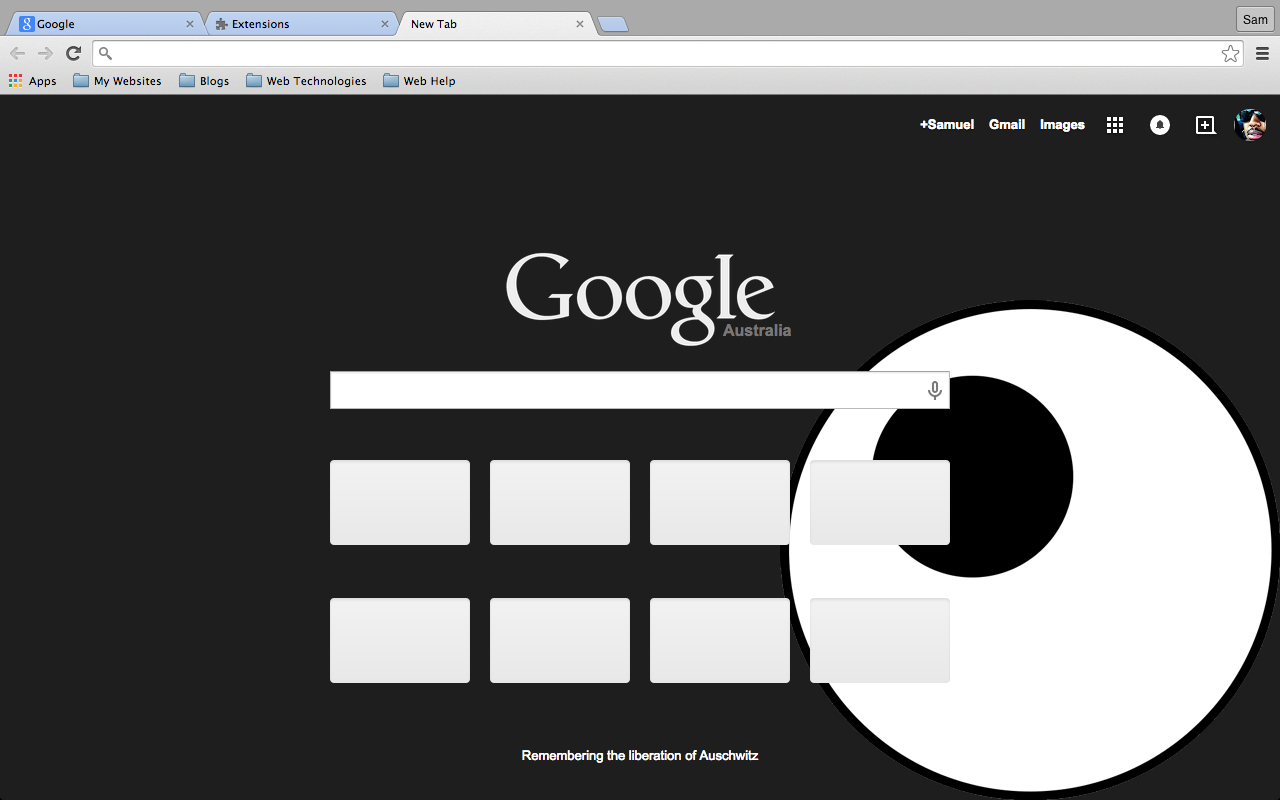 Google
Extensions
New Tab
Sam
Apps
My Websites
Blogs
Web Technologies
Web Help
+Samuel
Gmail
Images
Google
Australia
Remembering the liberation of Auschwitz